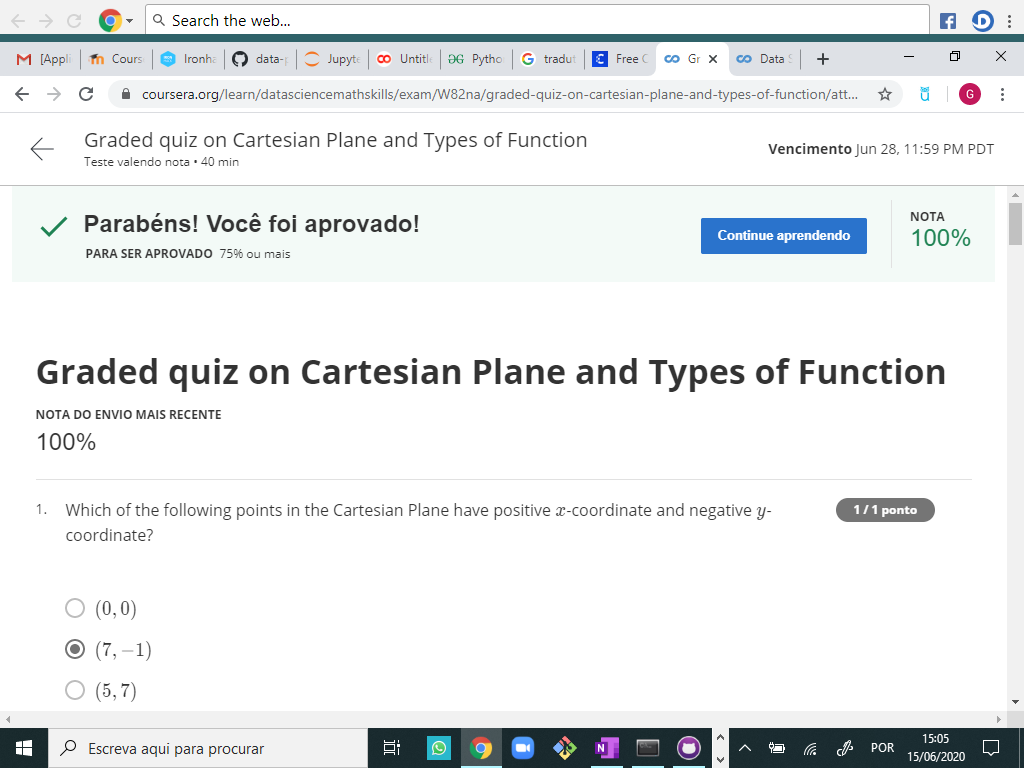 Search the web...
[Appli
Cours
Ironha
data-
Jupyte
Untitl
Pytho
tradut
Free C
Gr
Data S
coursera.org/learn/datasciencemathskills/exam/W82na/graded-quiz-on-cartesian-plane-and-types-of-function/att...
G
Graded quiz on Cartesian Plane and Types of Function
Teste valendo nota • 40 min
Vencimento Jun 28, 11:59 PM PDT
Parabéns! Você foi aprovado!
PARA SER APROVADO 75% ou mais
Continue aprendendo
NOTA
100%
Graded quiz on Cartesian Plane and Types of Function
NOTA DO ENVIO MAIS RECENTE
100%
1. Which of the following points in the Cartesian Plane have positive x-coordinate and negative y-
coordinate?
1 / 1 ponto
(0, 0)
(7, −1)
(5, 7)
Escreva aqui para procurar
POR
15:05
15/06/2020